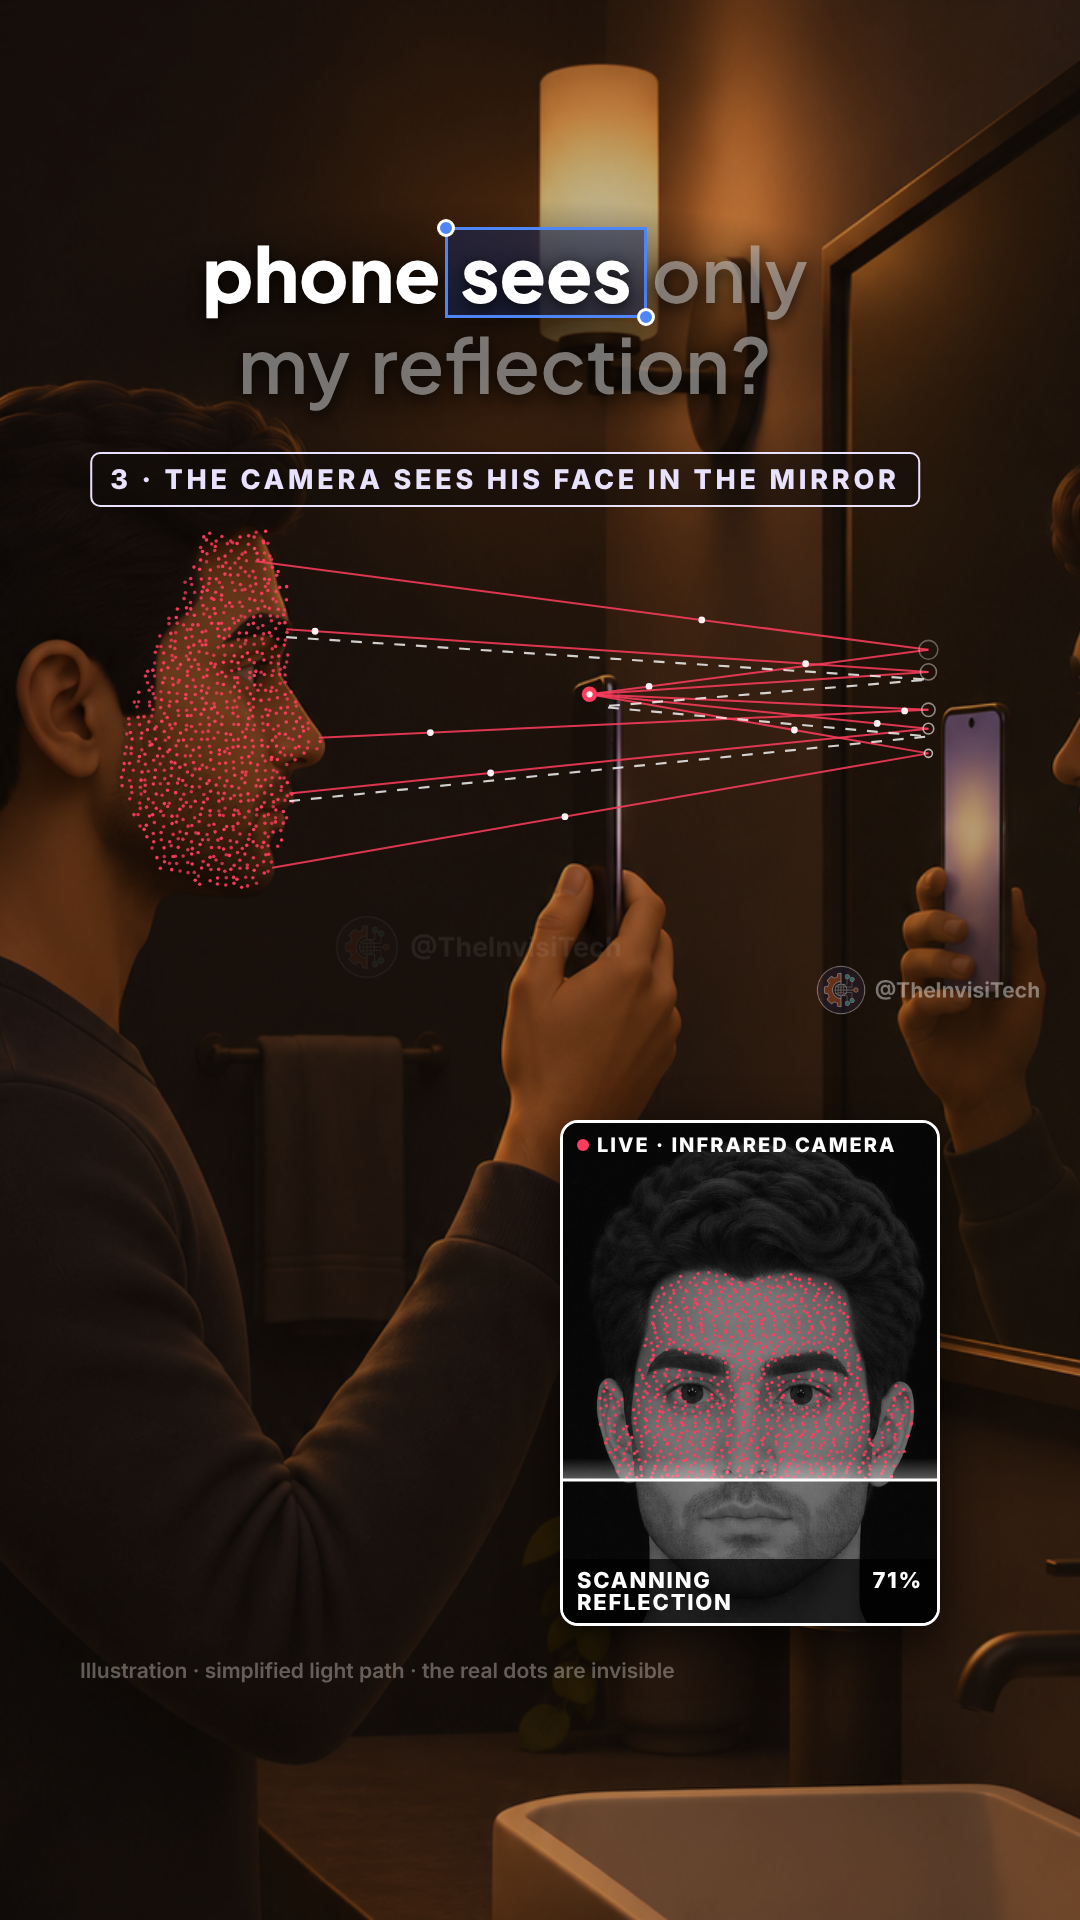 phone sees only
my reflection?
3 · THE CAMERA SEES HIS FACE IN THE MIRROR
@TheInvisiTech
@TheInvisiTech
LIVE · INFRARED CAMERA
SCANNING 71%
REFLECTION
Illustration · simplified light path · the real dots are invisible